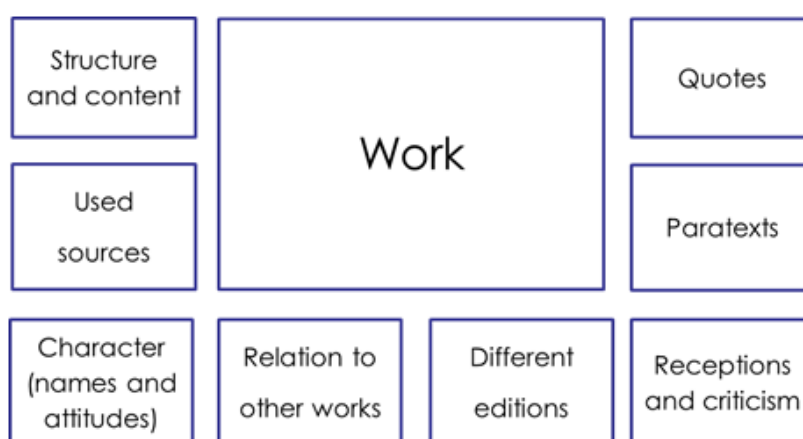 Structure
and content
Work
Quotes
Used
sources
Paratexts
Character
(names and
attitudes)
Relation to
other works
Different
editions
Receptions
and criticism